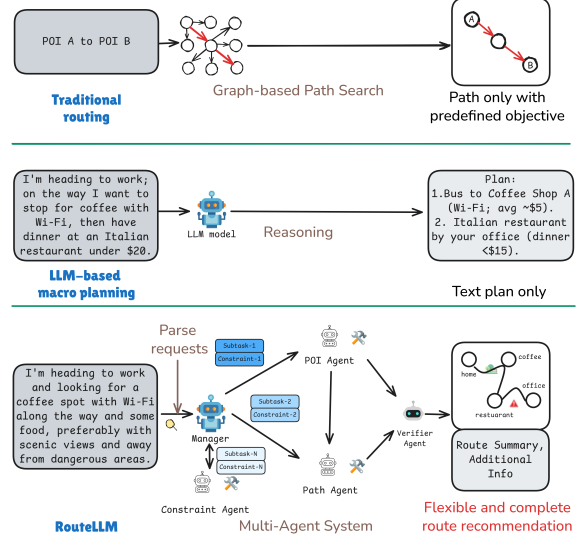 POI A to POI B
A
B
Graph-based Path Search
Traditional
routing
Path only with
predefined objective
I'm heading to work;
on the way I want to
stop for coffee with
Wi-Fi, then have
dinner at an Italian
restaurant under $20.
LLM model
Reasoning
Plan:
1.Bus to Coffee Shop A
(Wi-Fi; avg ~$5).
2. Italian restaurant
by your office (dinner
<$15).
LLM-based
macro planning
Text plan only
Parse
requests
I'm heading to work
and looking for a
coffee spot with Wi-Fi
along the way and some
food, preferably with
scenic views and away
from dangerous areas.
Manager
Subtask-1
Constraint-1
Subtask-2
Constraint-2
Subtask-N
Constraint-N
Constraint Agent
POI Agent
Path Agent
Verifier
Agent
coffee
home
office
restuarant
Route Summary,
Additional
Info
RouteLLM
Multi-Agent System
Flexible and complete
route recommendation